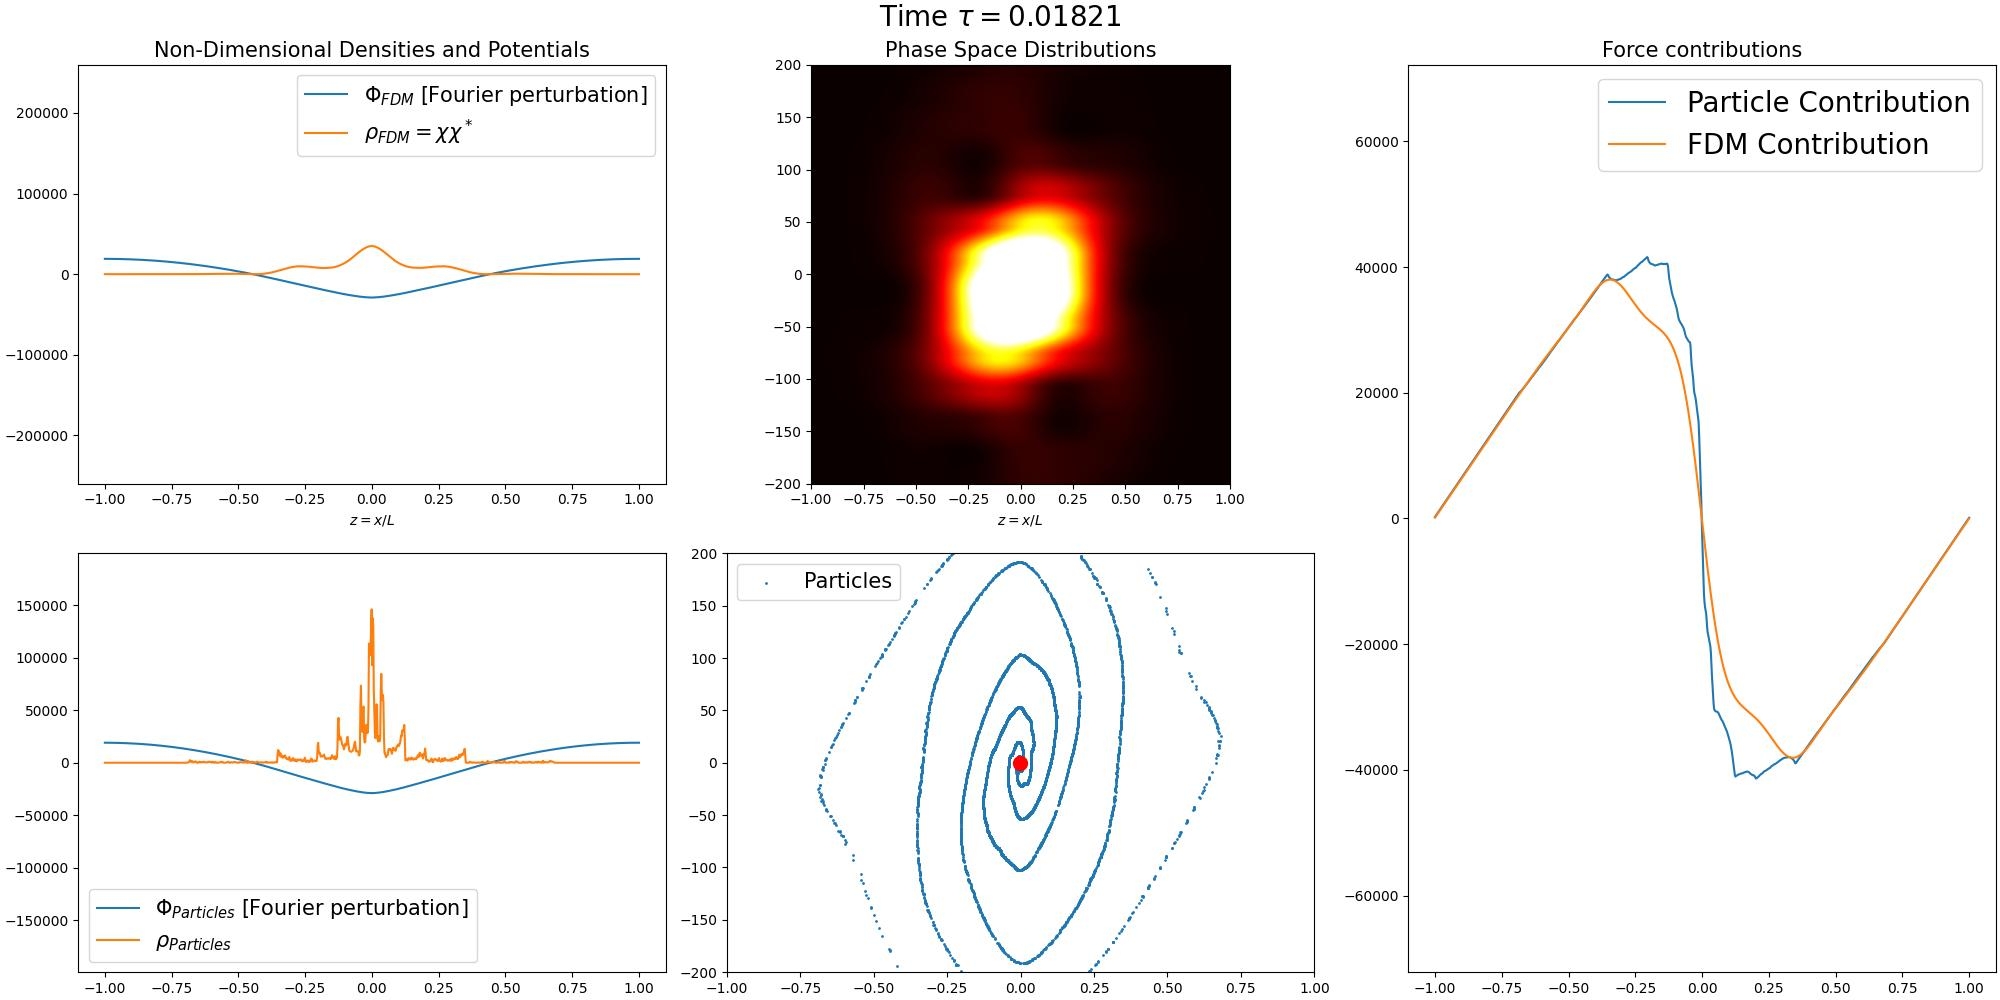 Time τ = 0.01821
Non-Dimensional Densities and Potentials
Φ_FDM [Fourier perturbation]
ρ_FDM = χχ*
200000
100000
0
−100000
−200000
−1.00 −0.75 −0.50 −0.25 0.00 0.25 0.50 0.75 1.00
z = x/L
Phase Space Distributions
200
150
100
50
0
−50
−100
−150
−200
−1.00 −0.75 −0.50 −0.25 0.00 0.25 0.50 0.75 1.00
z = x/L
Force contributions
Particle Contribution
FDM Contribution
60000
40000
20000
0
−20000
−40000
−60000
−1.00 −0.75 −0.50 −0.25 0.00 0.25 0.50 0.75 1.00
150000
100000
50000
0
−50000
−100000
−150000
Φ_Particles [Fourier perturbation]
ρ_Particles
−1.00 −0.75 −0.50 −0.25 0.00 0.25 0.50 0.75 1.00
Particles
200
150
100
50
0
−50
−100
−150
−200
−1.00 −0.75 −0.50 −0.25 0.00 0.25 0.50 0.75 1.00